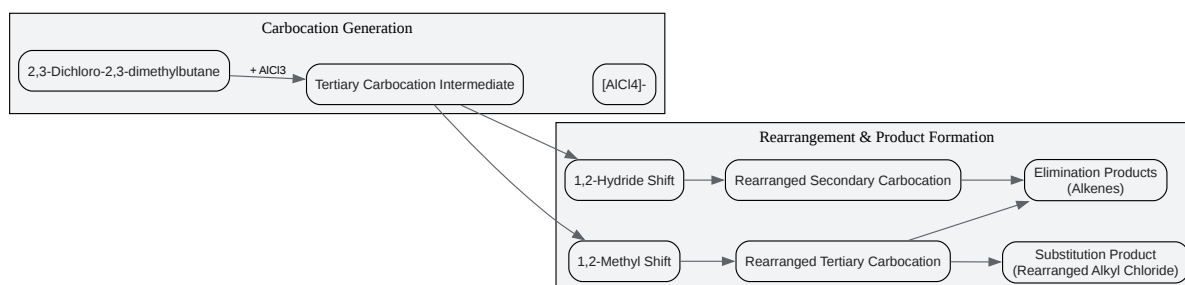 Carbocation Generation
2,3-Dichloro-2,3-dimethylbutane
+ AlCl3
Tertiary Carbocation Intermediate
[AlCl4]-
Rearrangement & Product Formation
1,2-Hydride Shift
Rearranged Secondary Carbocation
Elimination Products
(Alkenes)
1,2-Methyl Shift
Rearranged Tertiary Carbocation
Substitution Product
(Rearranged Alkyl Chloride)